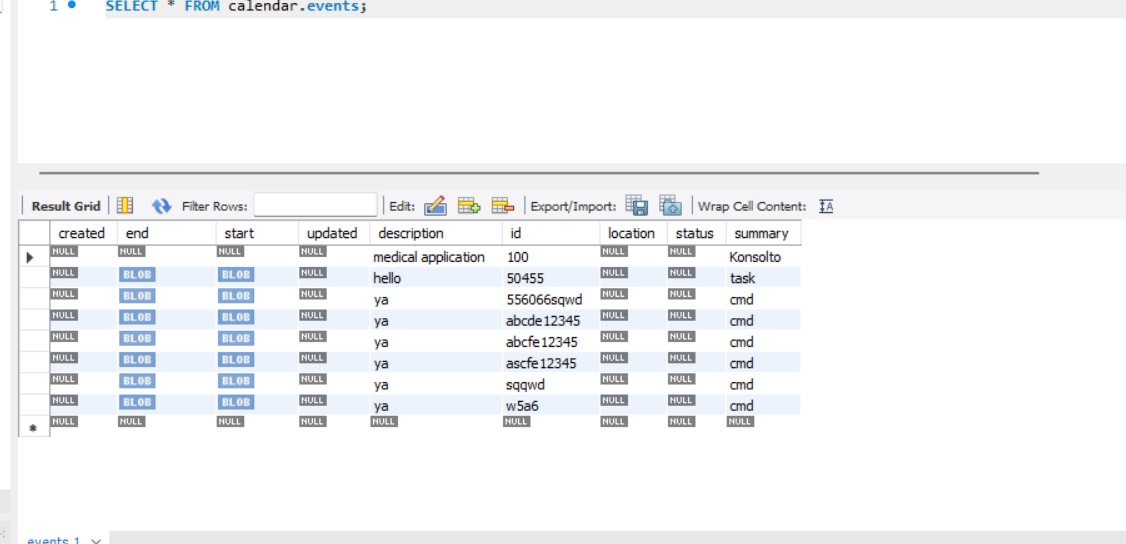 1 SELECT * FROM calendar.events;
Result Grid Filter Rows: Edit: Export/Import: Wrap Cell Content: IA
created end start updated description id location status summary
NULL NULL NULL NULL medical application 100 NULL NULL Konsolto
NULL BLOB BLOB NULL hello 50455 NULL NULL task
NULL BLOB BLOB NULL ya 556066sqwd NULL NULL cmd
NULL BLOB BLOB NULL ya abcde12345 NULL NULL cmd
NULL BLOB BLOB NULL ya abcfe12345 NULL NULL cmd
NULL BLOB BLOB NULL ya ascfe12345 NULL NULL cmd
NULL BLOB BLOB NULL ya sqqwd NULL NULL cmd
NULL BLOB BLOB NULL ya w5a6 NULL NULL cmd
NULL NULL NULL NULL NULL NULL NULL NULL NULL
events 1